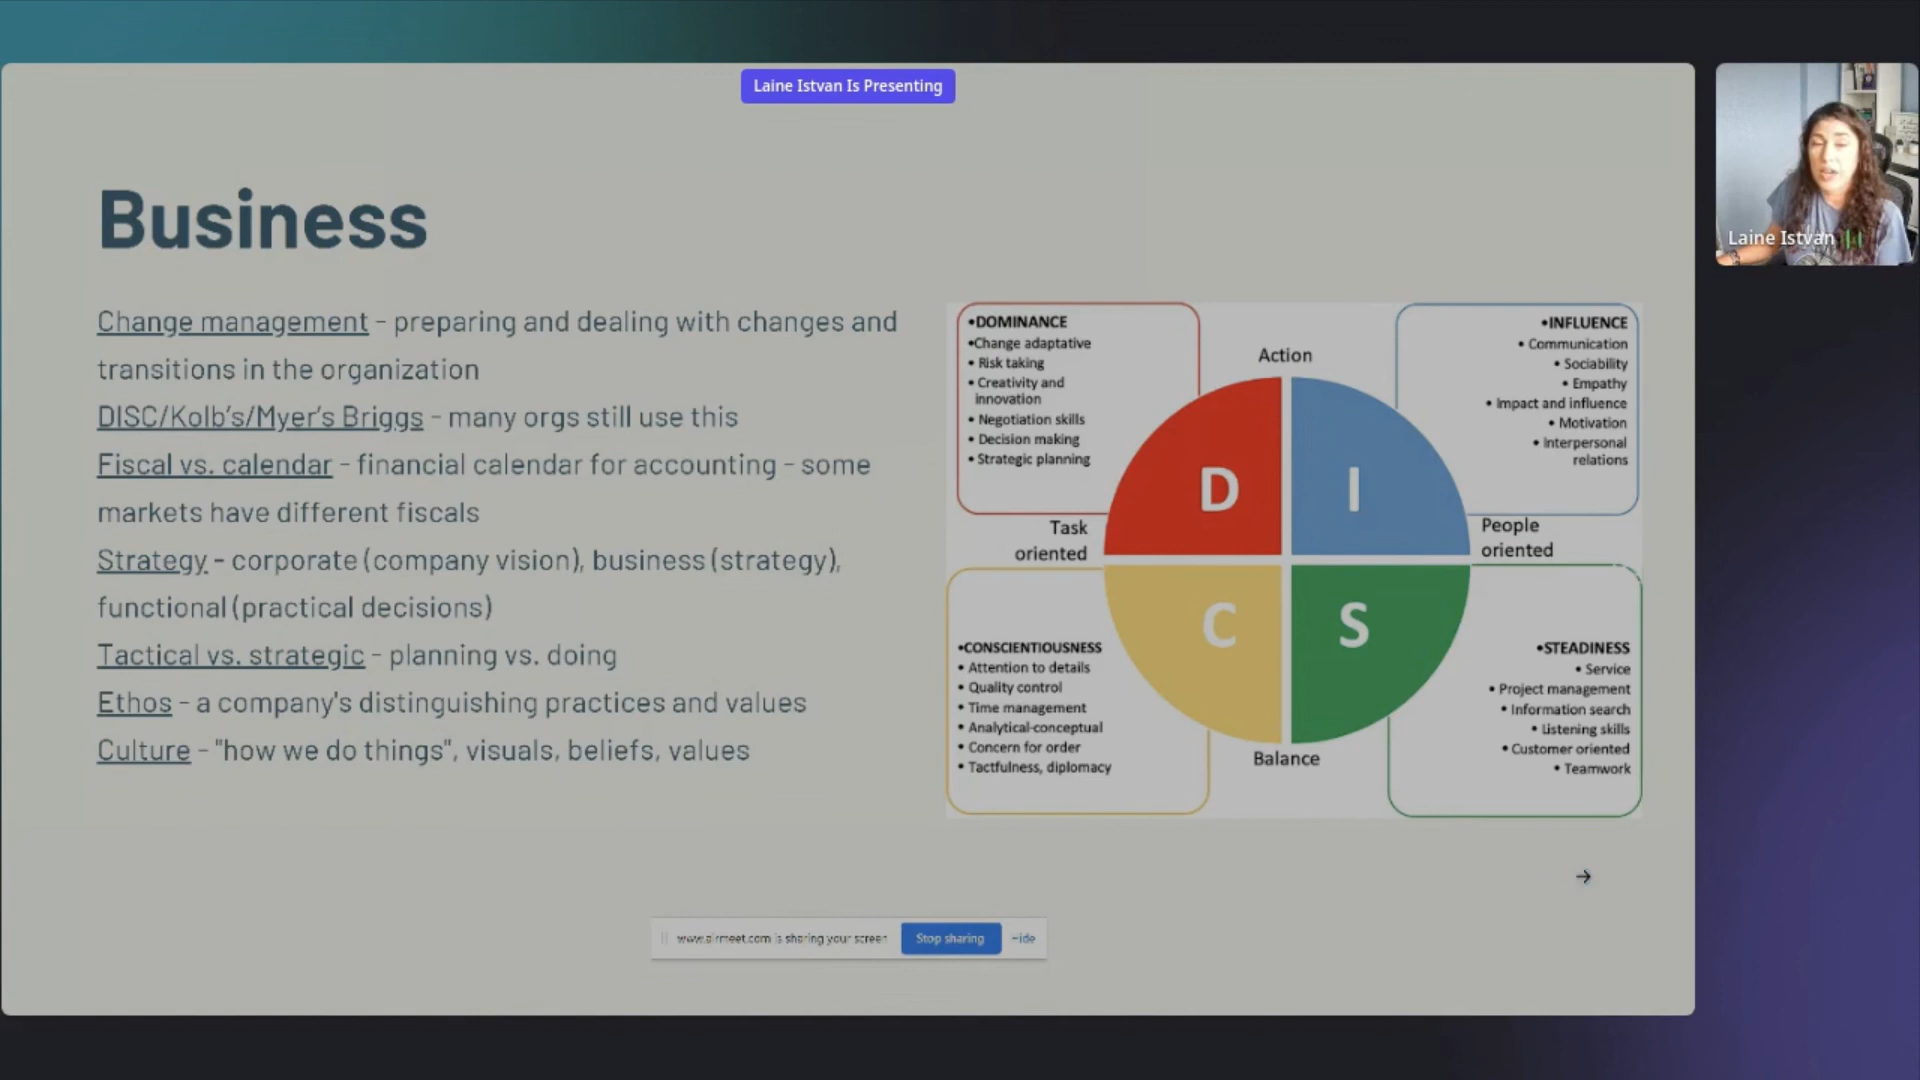 Laine Istvan Is Presenting
Laine Istvan
Business
Change management - preparing and dealing with changes and
transitions in the organization
DISC/Kolb's/Myer's Briggs - many orgs still use this
Fiscal vs. calendar - financial calendar for accounting - some
markets have different fiscals
Strategy - corporate (company vision), business (strategy),
functional (practical decisions)
Tactical vs. strategic - planning vs. doing
Ethos - a company's distinguishing practices and values
Culture - "how we do things", visuals, beliefs, values
•DOMINANCE
•Change adaptative
• Risk taking
• Creativity and
innovation
• Negotiation skills
• Decision making
• Strategic planning
Action
•INFLUENCE
• Communication
• Sociability
• Empathy
• Impact and influence
• Motivation
• Interpersonal
relations
D
I
Task
oriented
People
oriented
C
S
•CONSCIENTIOUSNESS
• Attention to details
• Quality control
• Time management
• Analytical-conceptual
• Concern for order
• Tactfulness, diplomacy
Balance
•STEADINESS
• Service
• Project management
• Information search
• Listening skills
• Customer oriented
• Teamwork
www.airmeet.com is sharing your screen
Stop sharing